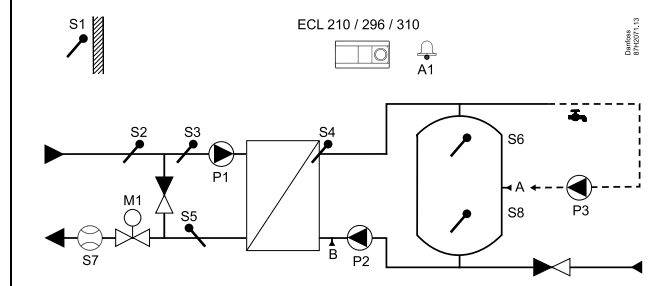 S1
ECL 210 / 296 / 310
A1
Danfoss
87H2071.13
S2
S3
S4
S6
P1
A
P3
M1
S5
S8
S7
B
P2